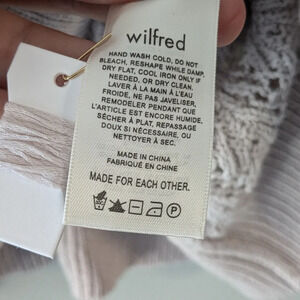 wilfred
HAND WASH COLD, DO NOT
BLEACH, RESHAPE WHILE DAMP,
DRY FLAT, COOL IRON ONLY IF
NEEDED, OR DRY CLEAN.
LAVER À LA MAIN À L'EAU
FROIDE, NE PAS JAVELISER,
REMODELER PENDANT QUE
L'ARTICLE EST ENCORE HUMIDE,
SÉCHER À PLAT, REPASSAGE
DOUX SI NÉCESSAIRE, OU
NETTOYER À SEC.
MADE IN CHINA
FABRIQUÉ EN CHINE
MADE FOR EACH OTHER.
P